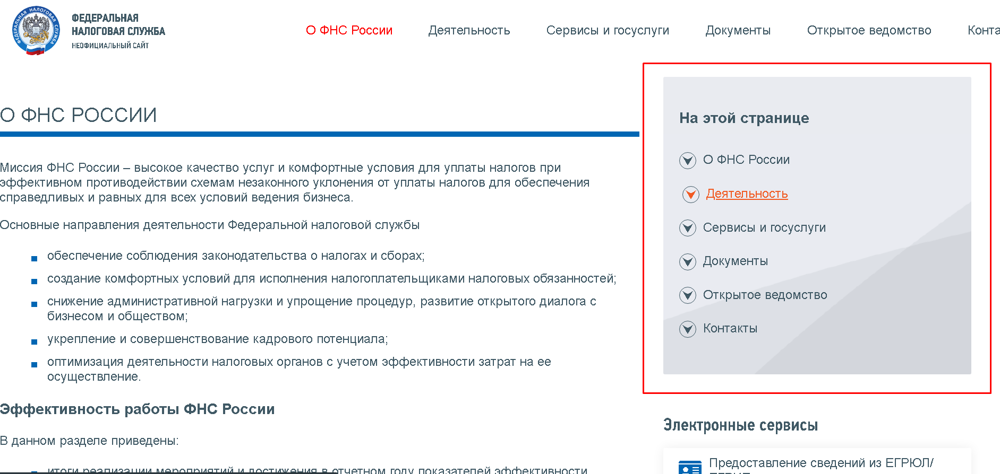 ФЕДЕРАЛЬНАЯ НАЛОГОВАЯ СЛУЖБА
ФЕДЕРАЛЬНАЯ
НАЛОГОВАЯ СЛУЖБА
НЕОФИЦИАЛЬНЫЙ САЙТ
О ФНС России
Деятельность
Сервисы и госуслуги
Документы
Открытое ведомство
Конта
О ФНС РОССИИ
Миссия ФНС России – высокое качество услуг и комфортные условия для уплаты налогов при
эффективном противодействии схемам незаконного уклонения от уплаты налогов для обеспечения
справедливых и равных для всех условий ведения бизнеса.
Основные направления деятельности Федеральной налоговой службы
обеспечение соблюдения законодательства о налогах и сборах;
создание комфортных условий для исполнения налогоплательщиками налоговых обязанностей;
снижение административной нагрузки и упрощение процедур, развитие открытого диалога с
бизнесом и обществом;
укрепление и совершенствование кадрового потенциала;
оптимизация деятельности налоговых органов с учетом эффективности затрат на ее
осуществление.
Эффективность работы ФНС России
В данном разделе приведены:
итоги реализации мероприятий и достижения в отчетном году показателей эффективности
На этой странице
О ФНС России
Деятельность
Сервисы и госуслуги
Документы
Открытое ведомство
Контакты
Электронные сервисы
Предоставление сведений из ЕГРЮЛ/